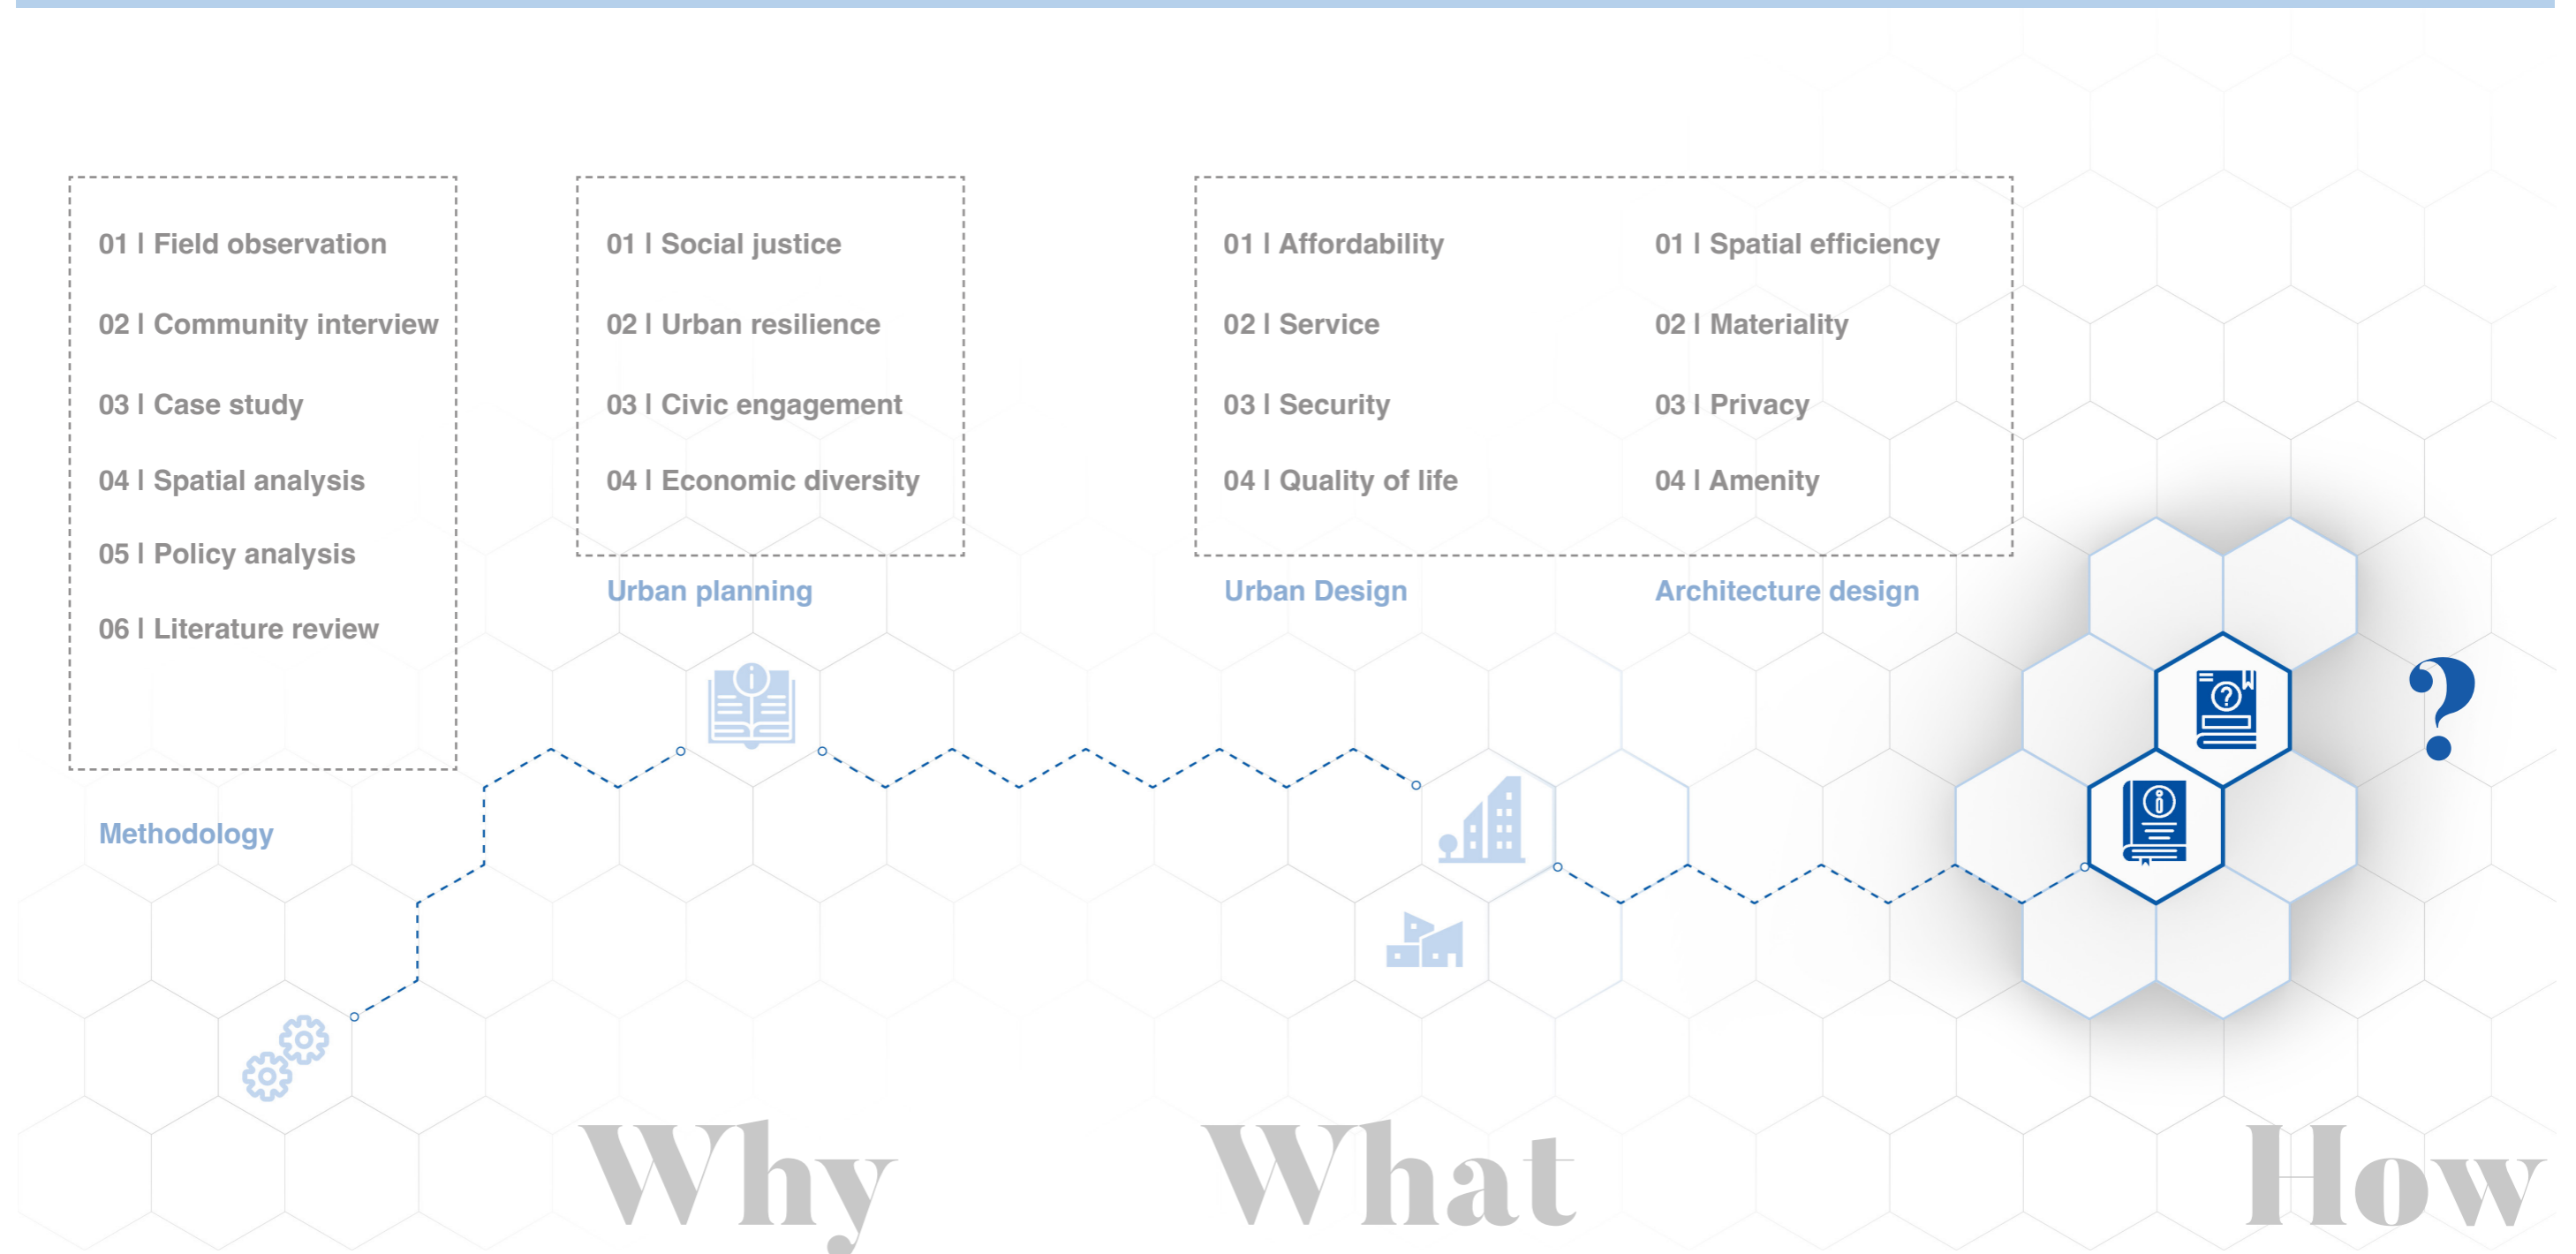 01 | Field observation
02 | Community interview
03 | Case study
04 | Spatial analysis
05 | Policy analysis
06 | Literature review
Methodology
01 | Social justice
02 | Urban resilience
03 | Civic engagement
04 | Economic diversity
Urban planning
01 | Affordability
02 | Service
03 | Security
04 | Quality of life
Urban Design
01 | Spatial efficiency
02 | Materiality
03 | Privacy
04 | Amenity
Architecture design
i
?
i
?
Why
What
How